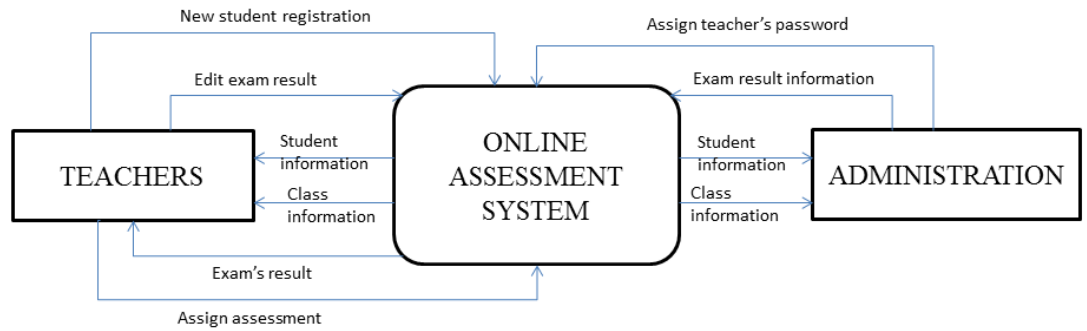 New student registration
Assign teacher’s password
Edit exam result
Exam result information
Student
information
Student
information
TEACHERS
ONLINE
ASSESSMENT
SYSTEM
ADMINISTRATION
Class
information
Class
information
Exam’s result
Assign assessment